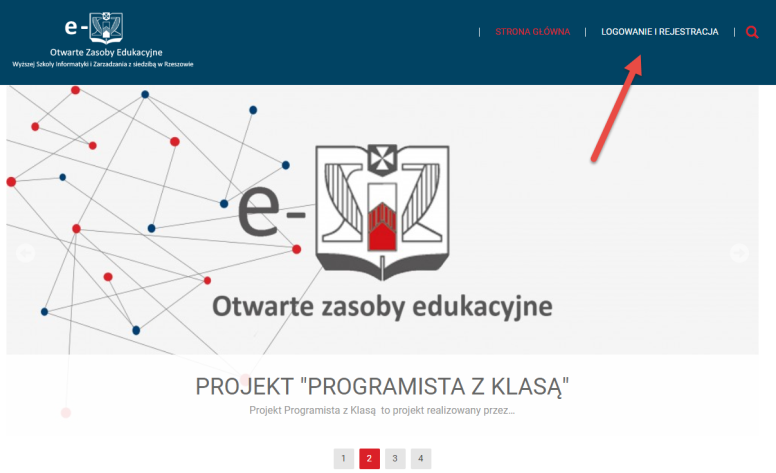 e-
Otwarte Zasoby Edukacyjne
Wyższej Szkoły Informatyki i Zarządzania z siedzibą w Rzeszowie
| STRONA GŁÓWNA | LOGOWANIE I REJESTRACJA |
e-
Otwarte zasoby edukacyjne
PROJEKT "PROGRAMISTA Z KLASĄ"
Projekt Programista z Klasą to projekt realizowany przez...
1 2 3 4